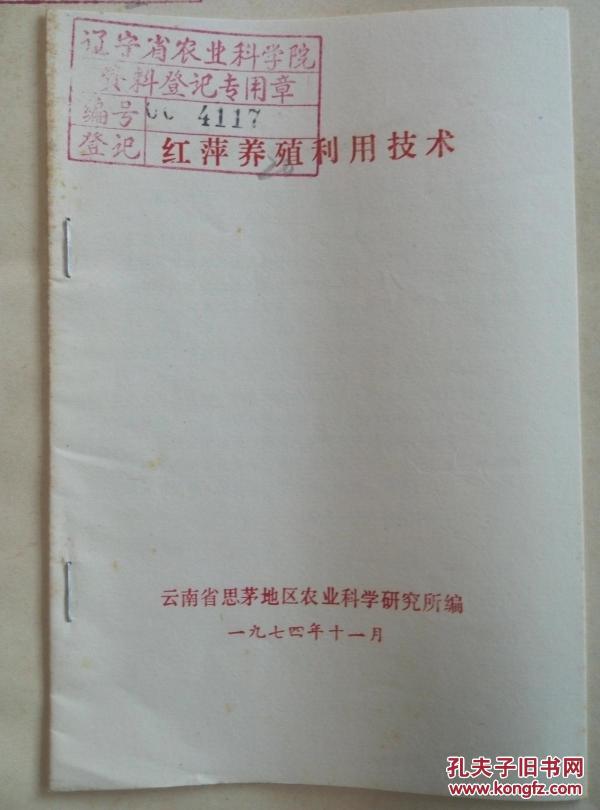 辽宁省农业科学院
资料登记专用章
编号 4117
登记
红萍养殖利用技术
云南省思茅地区农业科学研究所编
一九七四年十一月
孔夫子旧书网
www.kongfz.com